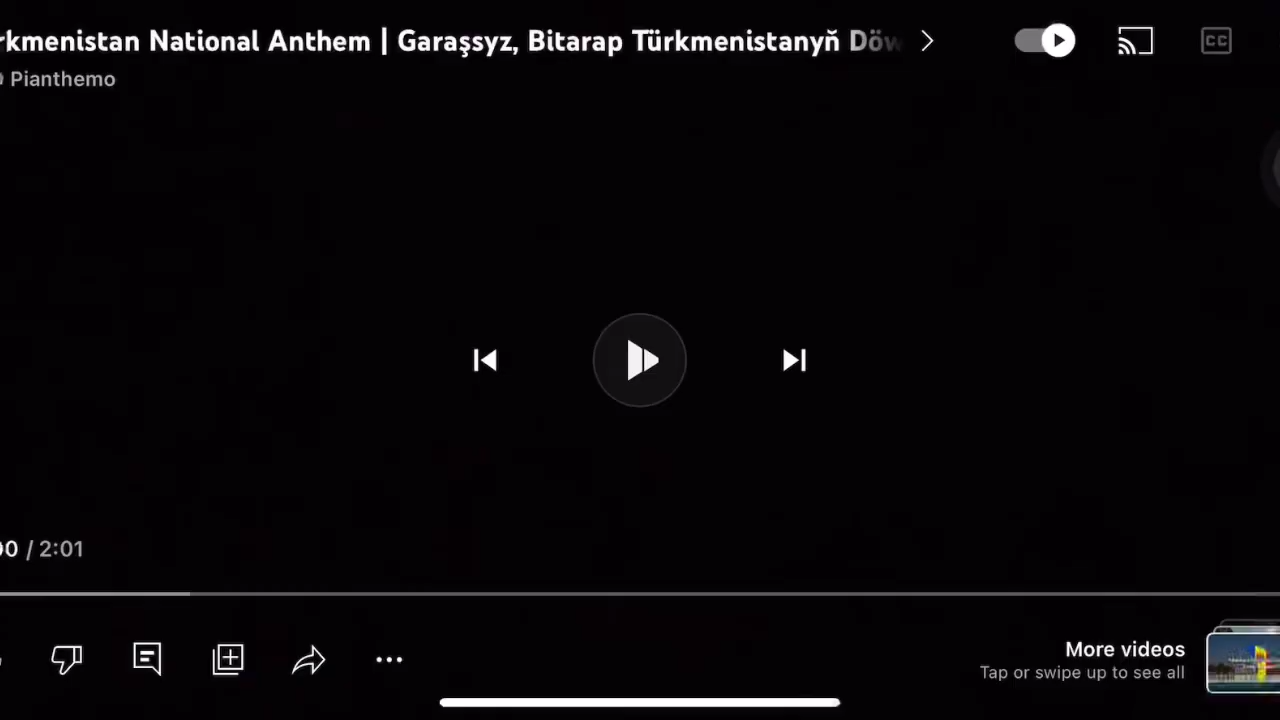 rkmenistan National Anthem | Garaşsyz, Bitarap Türkmenistanyň Döw
Pianthemo
CC
00 / 2:01
More videos
Tap or swipe up to see all